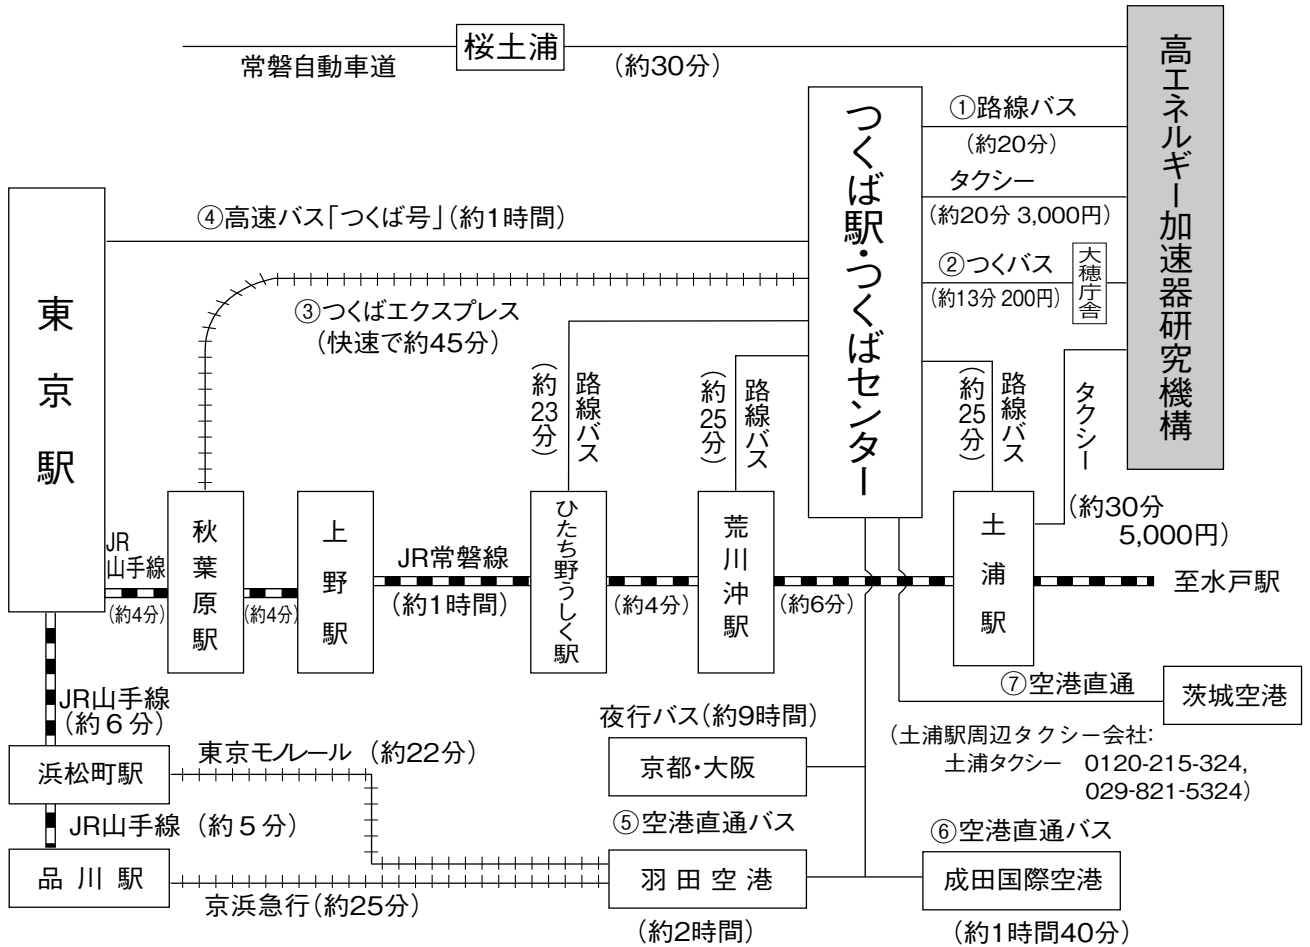 桜土浦
常磐自動車道
(約30分)
高エネルギー加速器研究機構
つくば駅・つくばセンター
①路線バス
(約20分)
タクシー
(約20分 3,000円)
②つくバス
(約13分 200円)
大穂庁舎
東京駅
④高速バス「つくば号」(約1時間)
③つくばエクスプレス
(快速で約45分)
路線バス
(約23分)
路線バス
(約25分)
路線バス
(約25分)
タクシー
(約30分
5,000円)
JR
山手線
(約4分)
秋葉原駅
(約4分)
上野駅
JR常磐線
(約1時間)
ひたち野うしく駅
(約4分)
荒川沖駅
(約6分)
土浦駅
至水戸駅
JR山手線
(約6分)
浜松町駅
東京モノレール (約22分)
JR山手線 (約5分)
品川駅
京浜急行(約25分)
夜行バス(約9時間)
京都・大阪
⑤空港直通バス
羽田空港
(約2時間)
⑦空港直通
茨城空港
(土浦駅周辺タクシー会社:
土浦タクシー 0120-215-324,
029-821-5324)
⑥空港直通バス
成田国際空港
(約1時間40分)